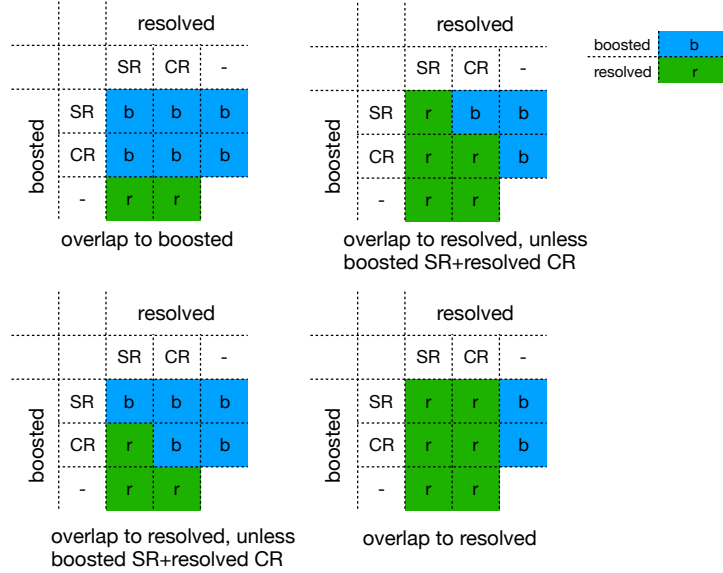 resolved
SR CR -
boosted
SR b b b
CR b b b
- r r
overlap to boosted
resolved
SR CR -
boosted
SR r b b
CR r r b
- r r
overlap to resolved, unless
boosted SR+resolved CR
boosted b
resolved r
resolved
SR CR -
boosted
SR b b b
CR r b b
- r r
overlap to resolved, unless
boosted SR+resolved CR
resolved
SR CR -
boosted
SR r r b
CR r r b
- r r
overlap to resolved